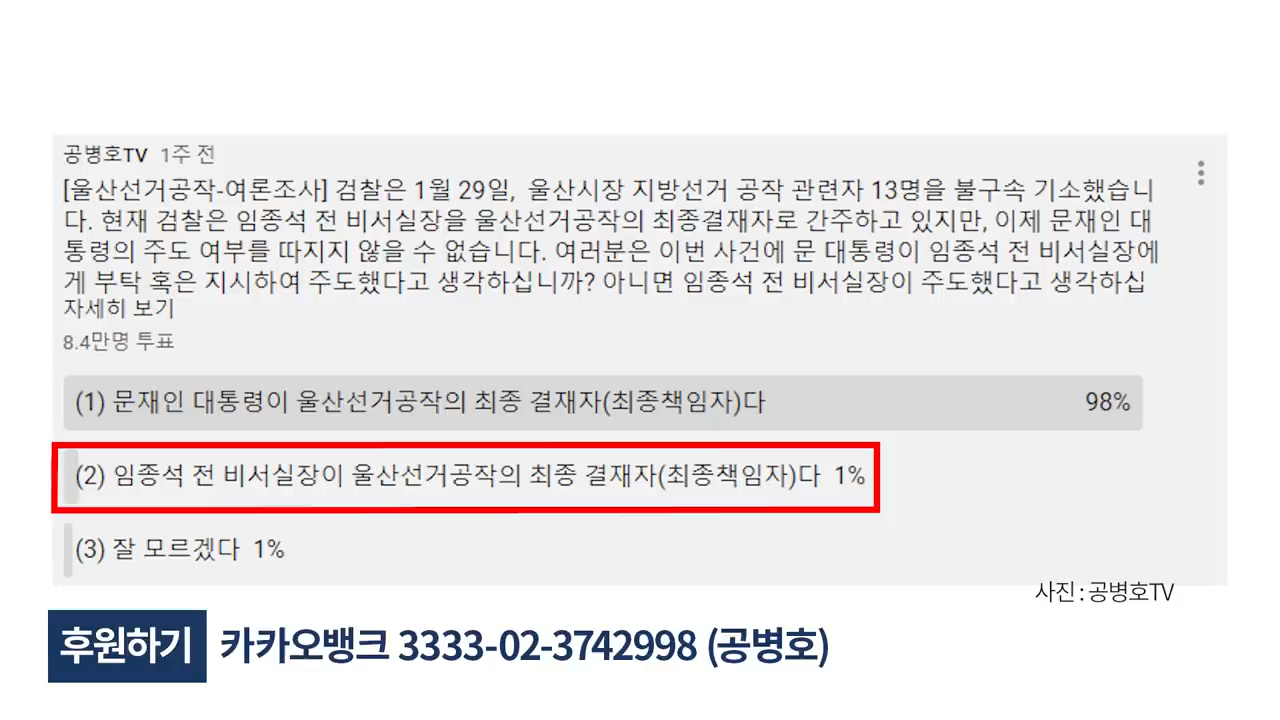 공병호TV 1주 전
[울산선거공작-여론조사] 검찰은 1월 29일, 울산시장 지방선거 공작 관련자 13명을 불구속 기소했습니
다. 현재 검찰은 임종석 전 비서실장을 울산선거공작의 최종결재자로 간주하고 있지만, 이제 문재인 대
통령의 주도 여부를 따지지 않을 수 없습니다. 여러분은 이번 사건에 문 대통령이 임종석 전 비서실장에
게 부탁 혹은 지시하여 주도했다고 생각하십니까? 아니면 임종석 전 비서실장이 주도했다고 생각하십
자세히 보기
8.4만명 투표
(1) 문재인 대통령이 울산선거공작의 최종 결재자(최종책임자)다 98%
(2) 임종석 전 비서실장이 울산선거공작의 최종 결재자(최종책임자)다 1%
(3) 잘 모르겠다 1%
사진 : 공병호TV
후원하기 카카오뱅크 3333-02-3742998 (공병호)